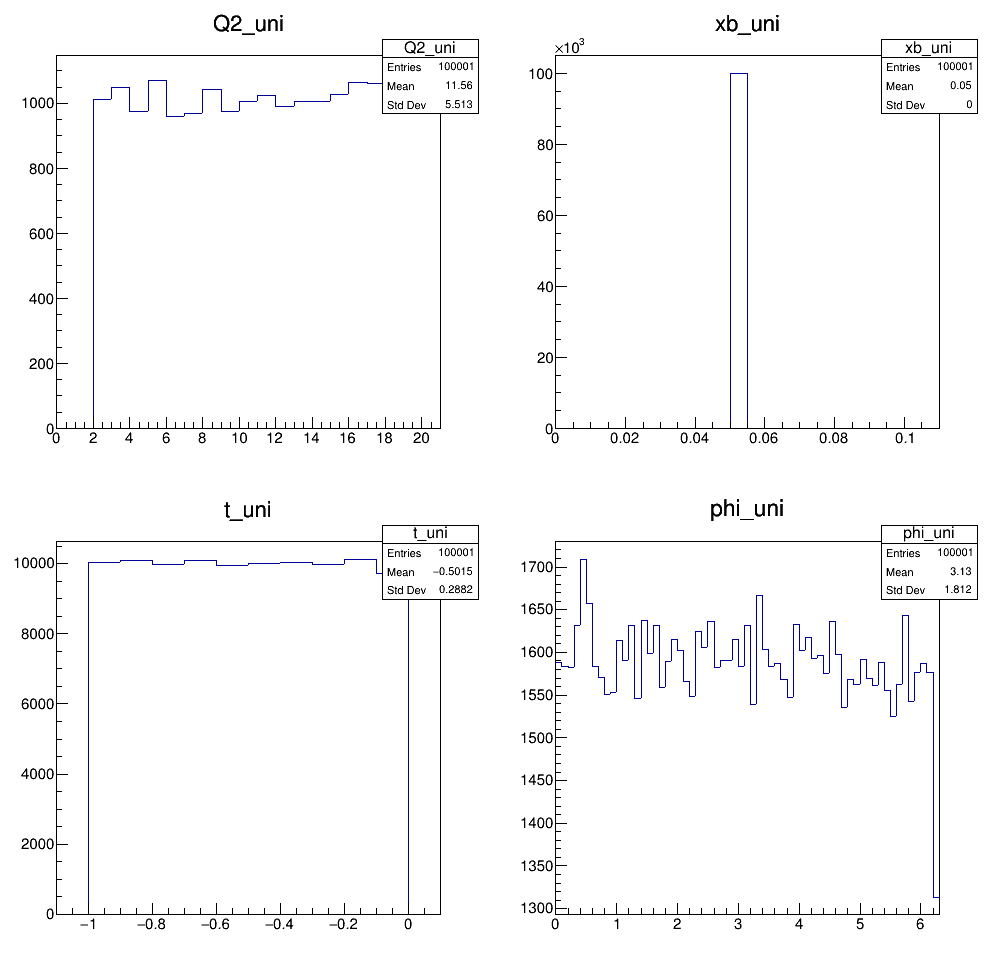 Q2_uni
Q2_uni
Entries 100001
Mean 11.56
Std Dev 5.513
1000
800
600
400
200
0
0 2 4 6 8 10 12 14 16 18 20
xb_uni
×10³
xb_uni
Entries 100001
Mean 0.05
Std Dev 0
100
80
60
40
20
0
0 0.02 0.04 0.06 0.08 0.1
t_uni
t_uni
Entries 100001
Mean −0.5015
Std Dev 0.2882
10000
8000
6000
4000
2000
0
−1 −0.8 −0.6 −0.4 −0.2 0
phi_uni
phi_uni
Entries 100001
Mean 3.13
Std Dev 1.812
1700
1650
1600
1550
1500
1450
1400
1350
1300
0 1 2 3 4 5 6